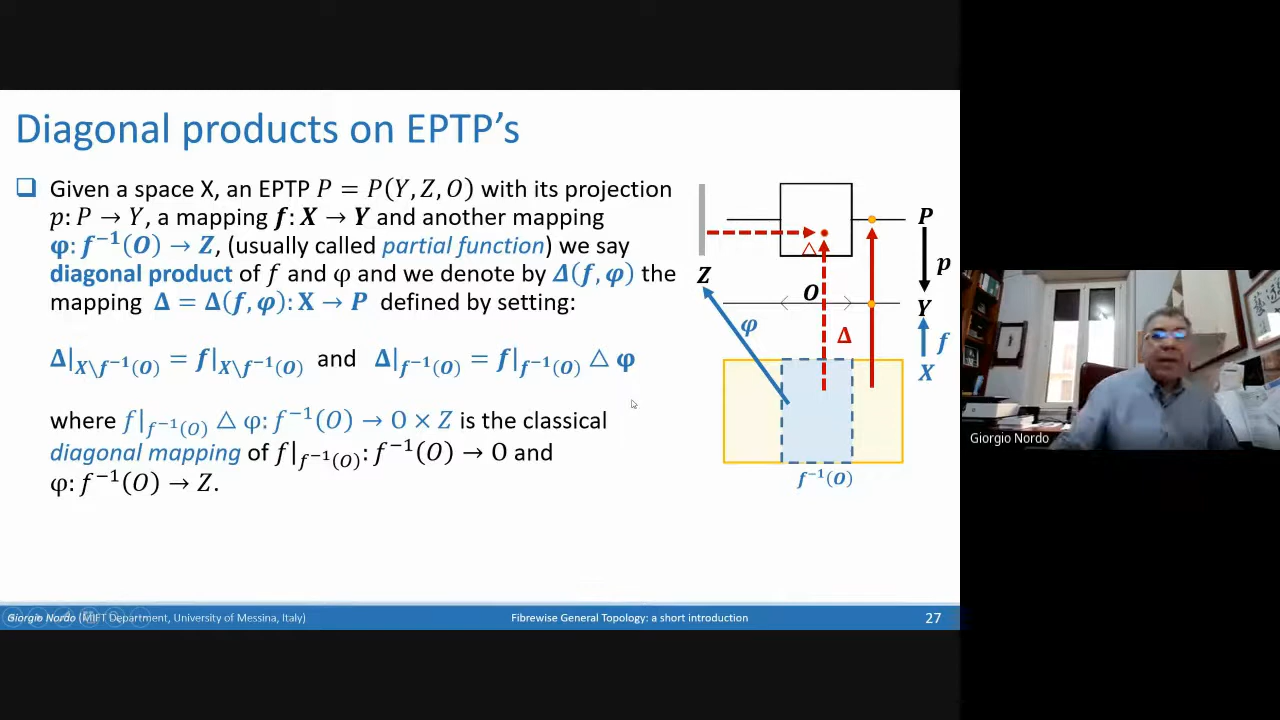 Diagonal products on EPTP's
Given a space X, an EPTP P = P(Y, Z, O) with its projection
p: P → Y, a mapping f: X → Y and another mapping
φ: f⁻¹(O) → Z, (usually called partial function) we say
diagonal product of f and φ and we denote by Δ(f, φ) the
mapping Δ = Δ(f, φ): X → P defined by setting:
Δ|_{X\f⁻¹(O)} = f|_{X\f⁻¹(O)} and Δ|_{f⁻¹(O)} = f|_{f⁻¹(O)} △ φ
where f|_{f⁻¹(O)} △ φ: f⁻¹(O) → O × Z is the classical
diagonal mapping of f|_{f⁻¹(O)}: f⁻¹(O) → O and
φ: f⁻¹(O) → Z.
P
△
p
Z
O
Y
φ
Δ
f
X
f⁻¹(O)
Giorgio Nordo
Giorgio Nordo (MIFT Department, University of Messina, Italy)
Fibrewise General Topology: a short introduction
27